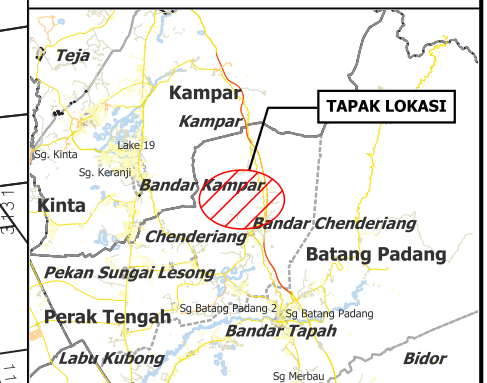 Teja
Kampar
TAPAK LOKASI
Kampar
Lake 19
Sg. Kinta
Sg. Keranji
Bandar Kampar
Kinta
3131
Bandar Chenderiang
Chenderiang
Batang Padang
Pekan Sungai Lesong
Sg Batang Padang 2
Sg Batang Padang
Perak Tengah
Bandar Tapah
Labu Kubong
Bidor
Sg Merbau